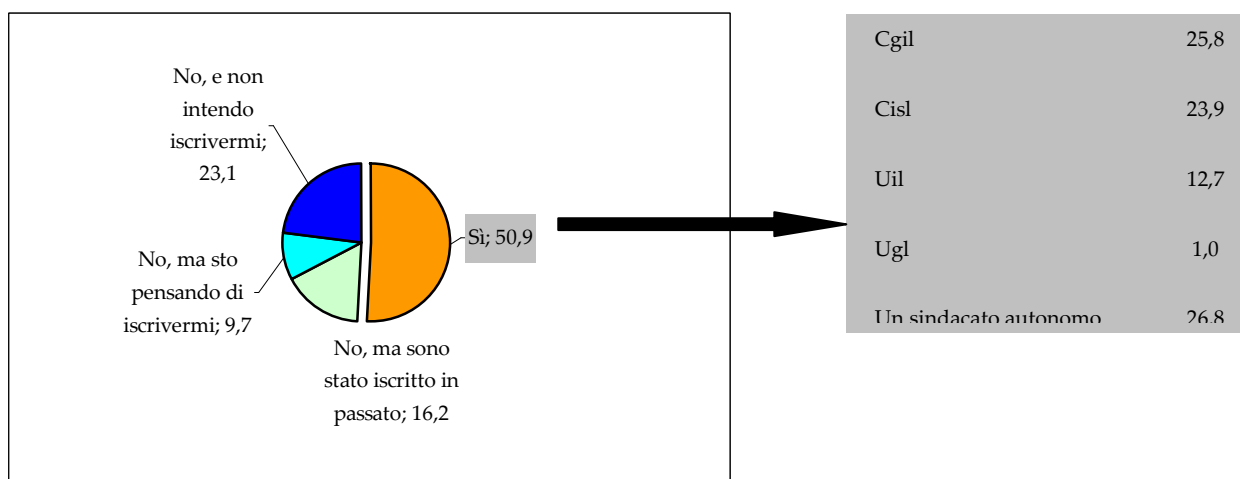 No, e non
intendo
iscrivermi;
23,1
Sì; 50,9
No, ma sto
pensando di
iscrivermi; 9,7
No, ma sono
stato iscritto in
passato; 16,2
Cgil 25,8
Cisl 23,9
Uil 12,7
Ugl 1,0
Un sindacato autonomo 26,8